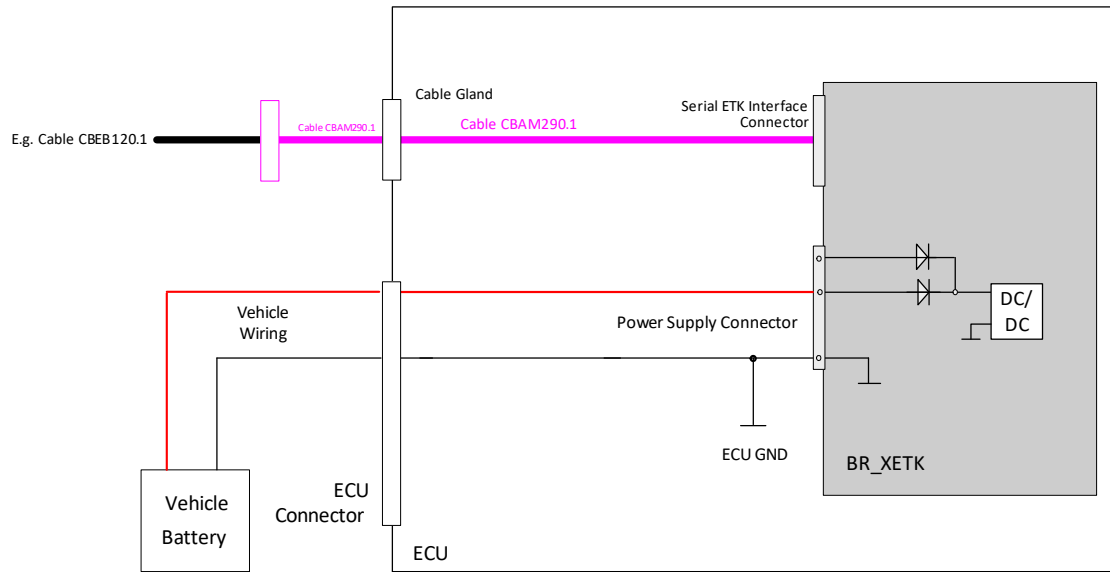 Cable Gland
Serial ETK Interface
Connector
E.g. Cable CBEB120.1
Cable CBAM290.1
Cable CBAM290.1
Vehicle
Wiring
Power Supply Connector
DC/
DC
ECU GND
BR_XETK
Vehicle
Battery
ECU
Connector
ECU